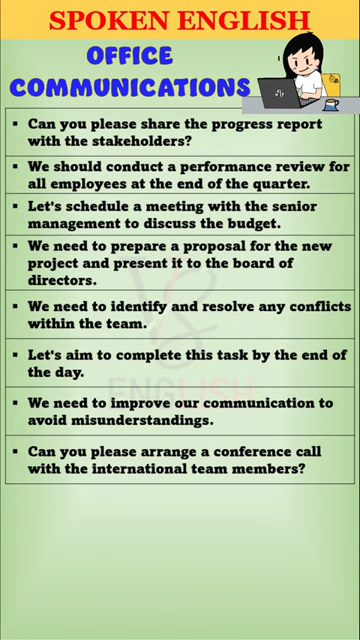 SPOKEN ENGLISH
OFFICE
COMMUNICATIONS
▪ Can you please share the progress report
with the stakeholders?
▪ We should conduct a performance review for
all employees at the end of the quarter.
▪ Let's schedule a meeting with the senior
management to discuss the budget.
▪ We need to prepare a proposal for the new
project and present it to the board of
directors.
▪ We need to identify and resolve any conflicts
within the team.
▪ Let's aim to complete this task by the end of
the day.
ENGLISH
▪ We need to improve our communication to
avoid misunderstandings.
▪ Can you please arrange a conference call
with the international team members?